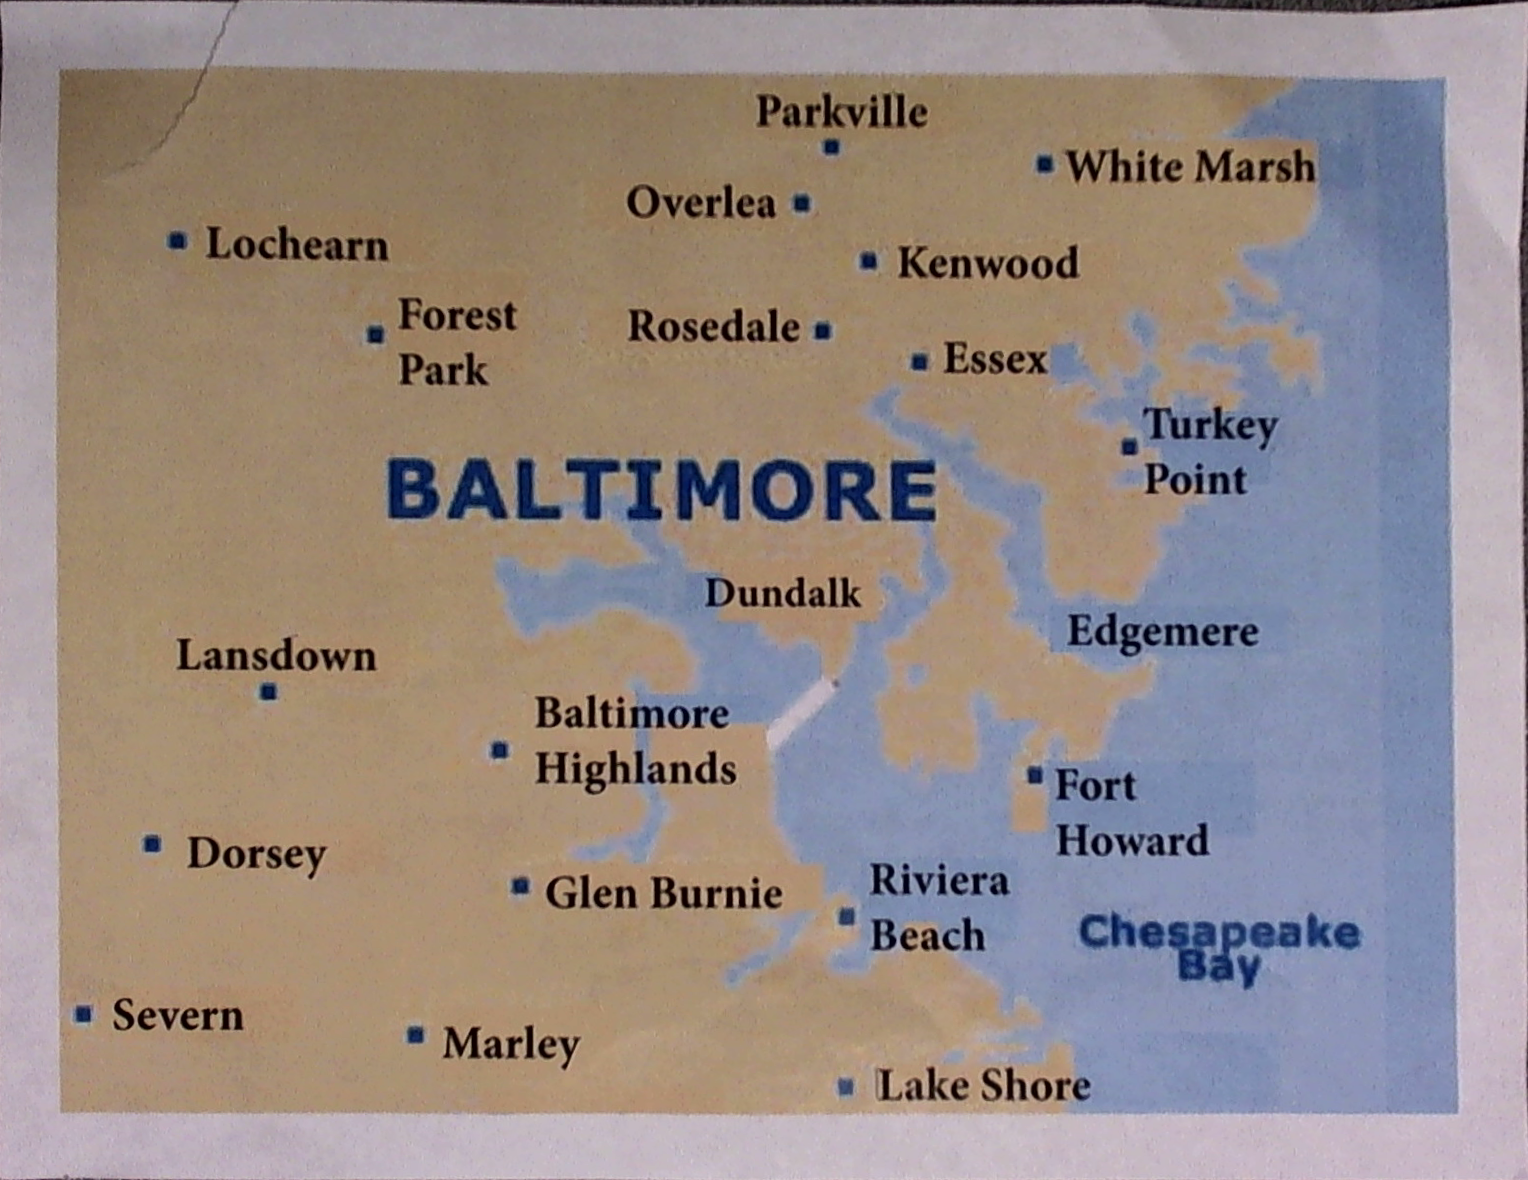 Parkville
White Marsh
Overlea
Lochearn
Kenwood
Forest
Park
Rosedale
Essex
Turkey
Point
BALTIMORE
Dundalk
Edgemere
Lansdown
Baltimore
Highlands
Fort
Howard
Dorsey
Glen Burnie
Riviera
Beach
Chesapeake
Bay
Severn
Marley
Lake Shore